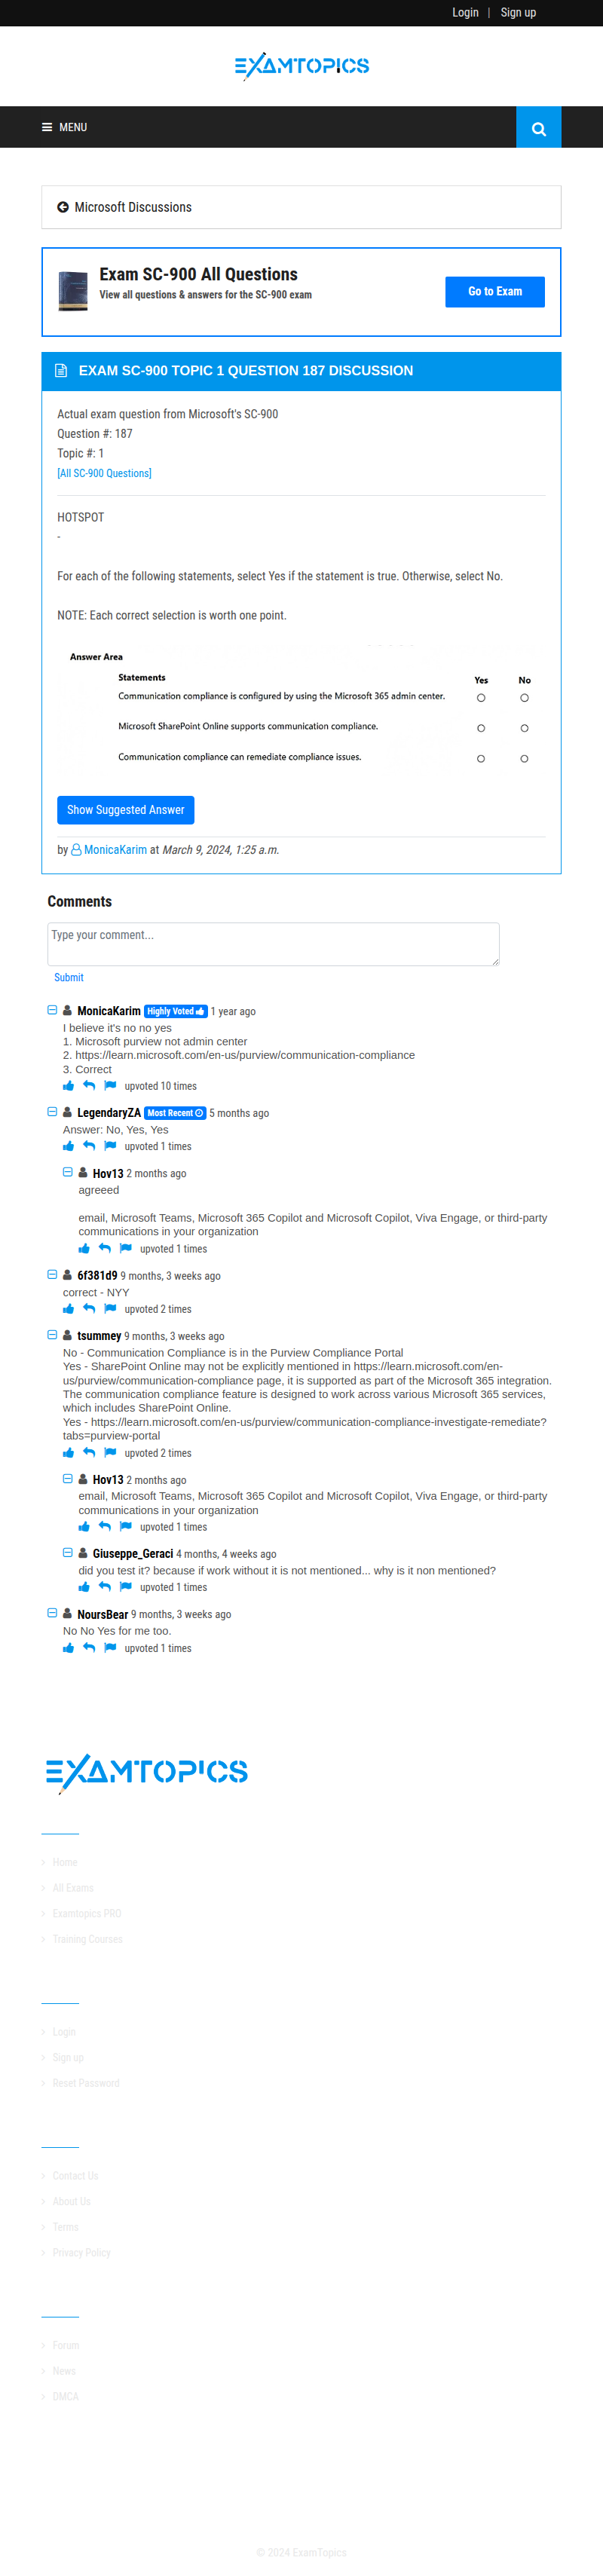 Login | Sign up
EXAMTOPICS
MENU
Microsoft Discussions
Exam SC-900 All Questions
View all questions & answers for the SC-900 exam
Go to Exam
EXAM SC-900 TOPIC 1 QUESTION 187 DISCUSSION
Actual exam question from Microsoft's SC-900
Question #: 187
Topic #: 1
[All SC-900 Questions]
HOTSPOT
-
For each of the following statements, select Yes if the statement is true. Otherwise, select No.
NOTE: Each correct selection is worth one point.
Answer Area
Statements Yes No
Communication compliance is configured by using the Microsoft 365 admin center.
Microsoft SharePoint Online supports communication compliance.
Communication compliance can remediate compliance issues.
Show Suggested Answer
by MonicaKarim at March 9, 2024, 1:25 a.m.
Comments
Type your comment...
Submit
MonicaKarim Highly Voted 1 year ago
I believe it's no no yes
1. Microsoft purview not admin center
2. https://learn.microsoft.com/en-us/purview/communication-compliance
3. Correct
upvoted 10 times
LegendaryZA Most Recent 5 months ago
Answer: No, Yes, Yes
upvoted 1 times
Hov13 2 months ago
agreeed
email, Microsoft Teams, Microsoft 365 Copilot and Microsoft Copilot, Viva Engage, or third-party
communications in your organization
upvoted 1 times
6f381d9 9 months, 3 weeks ago
correct - NYY
upvoted 2 times
tsummey 9 months, 3 weeks ago
No - Communication Compliance is in the Purview Compliance Portal
Yes - SharePoint Online may not be explicitly mentioned in https://learn.microsoft.com/en-
us/purview/communication-compliance page, it is supported as part of the Microsoft 365 integration.
The communication compliance feature is designed to work across various Microsoft 365 services,
which includes SharePoint Online.
Yes - https://learn.microsoft.com/en-us/purview/communication-compliance-investigate-remediate?
tabs=purview-portal
upvoted 2 times
Hov13 2 months ago
email, Microsoft Teams, Microsoft 365 Copilot and Microsoft Copilot, Viva Engage, or third-party
communications in your organization
upvoted 1 times
Giuseppe_Geraci 4 months, 4 weeks ago
did you test it? because if work without it is not mentioned... why is it non mentioned?
upvoted 1 times
NoursBear 9 months, 3 weeks ago
No No Yes for me too.
upvoted 1 times
EXAMTOPICS
Home
All Exams
Examtopics PRO
Training Courses
Login
Sign up
Reset Password
Contact Us
About Us
Terms
Privacy Policy
Forum
News
DMCA
© 2024 ExamTopics